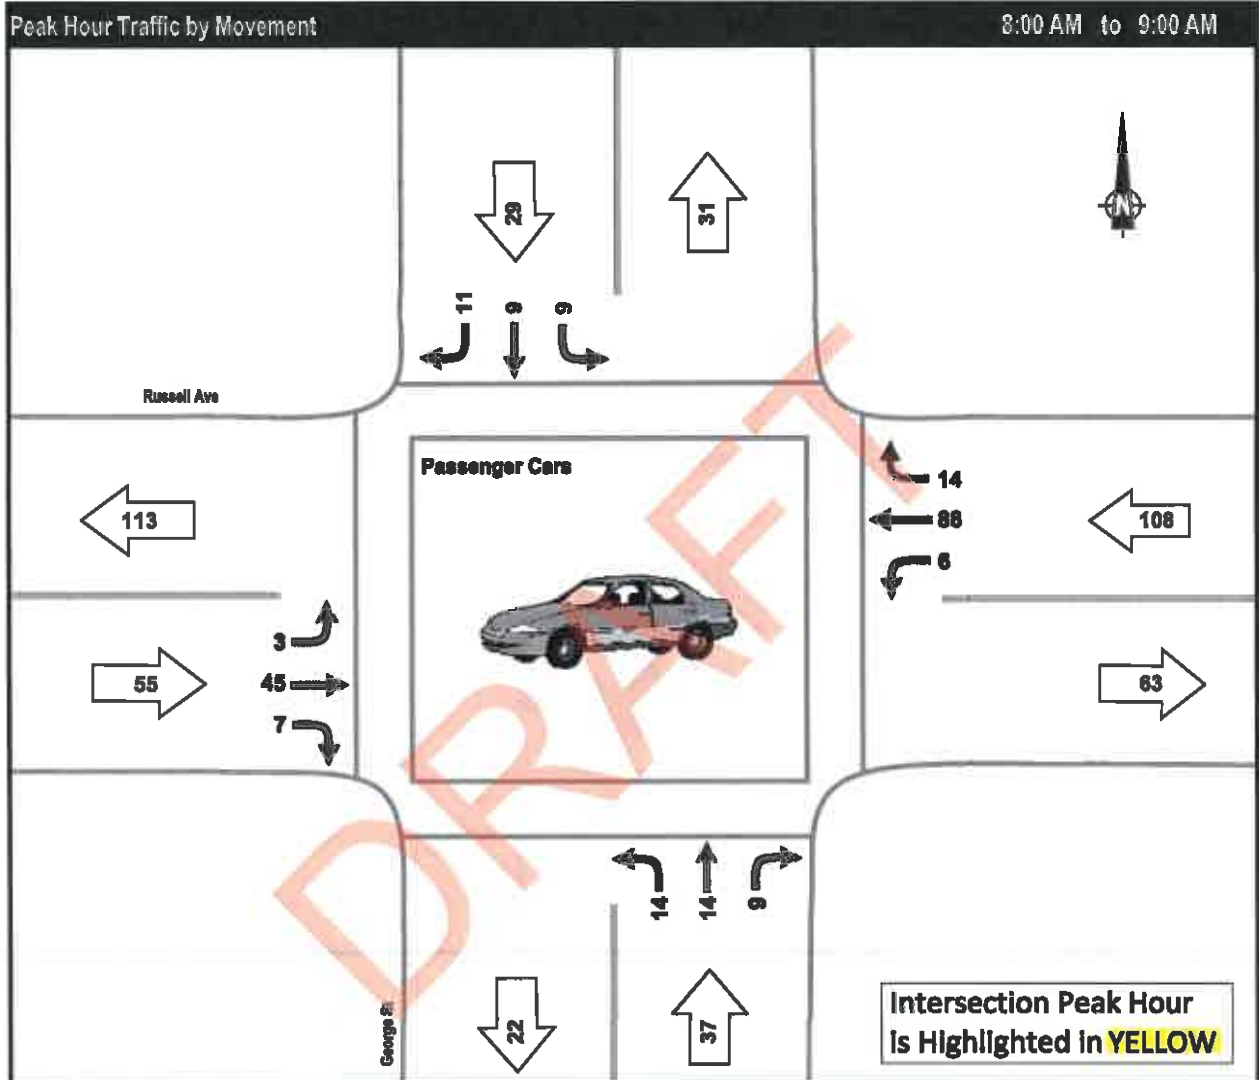 Peak Hour Traffic by Movement 8:00 AM to 9:00 AM
29
31
N
11 9 9
Russell Ave
Passenger Cars
14
113
88
108
6
3
55
45
63
7
14 14 9
DRAFT
George St
22
37
Intersection Peak Hour
is Highlighted in YELLOW